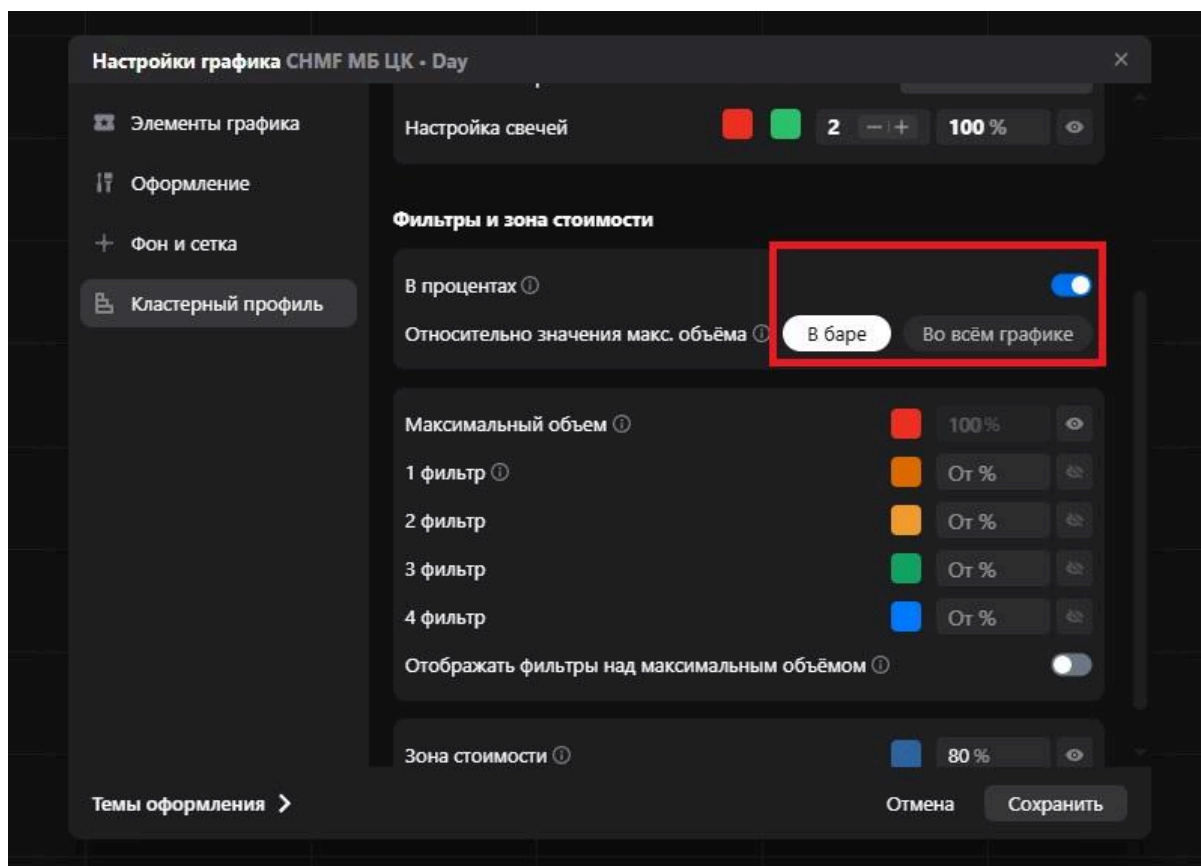 Настройки графика CHMF МБ ЦК • Day
Элементы графика
Оформление
Фон и сетка
Кластерный профиль
Настройка свечей 2 100 %
Фильтры и зона стоимости
В процентах
Относительно значения макс. объёма В баре Во всём графике
Максимальный объем 100 %
1 фильтр От %
2 фильтр От %
3 фильтр От %
4 фильтр От %
Отображать фильтры над максимальным объёмом
Зона стоимости 80 %
Темы оформления
Отмена Сохранить